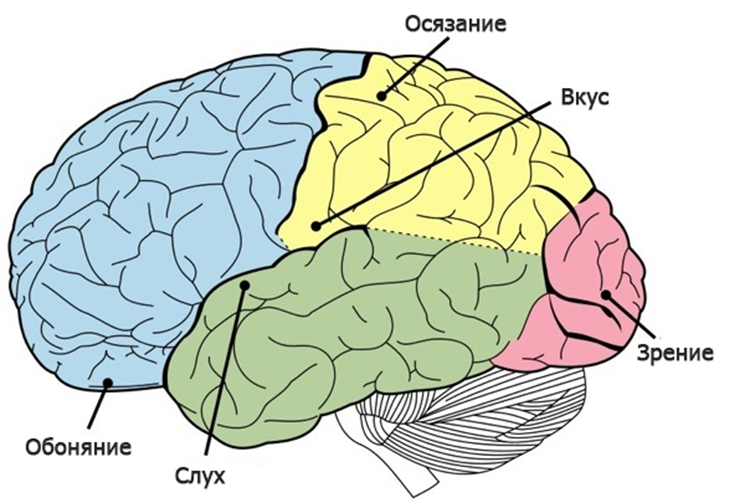 Осязание
Вкус
Зрение
Обоняние
Слух